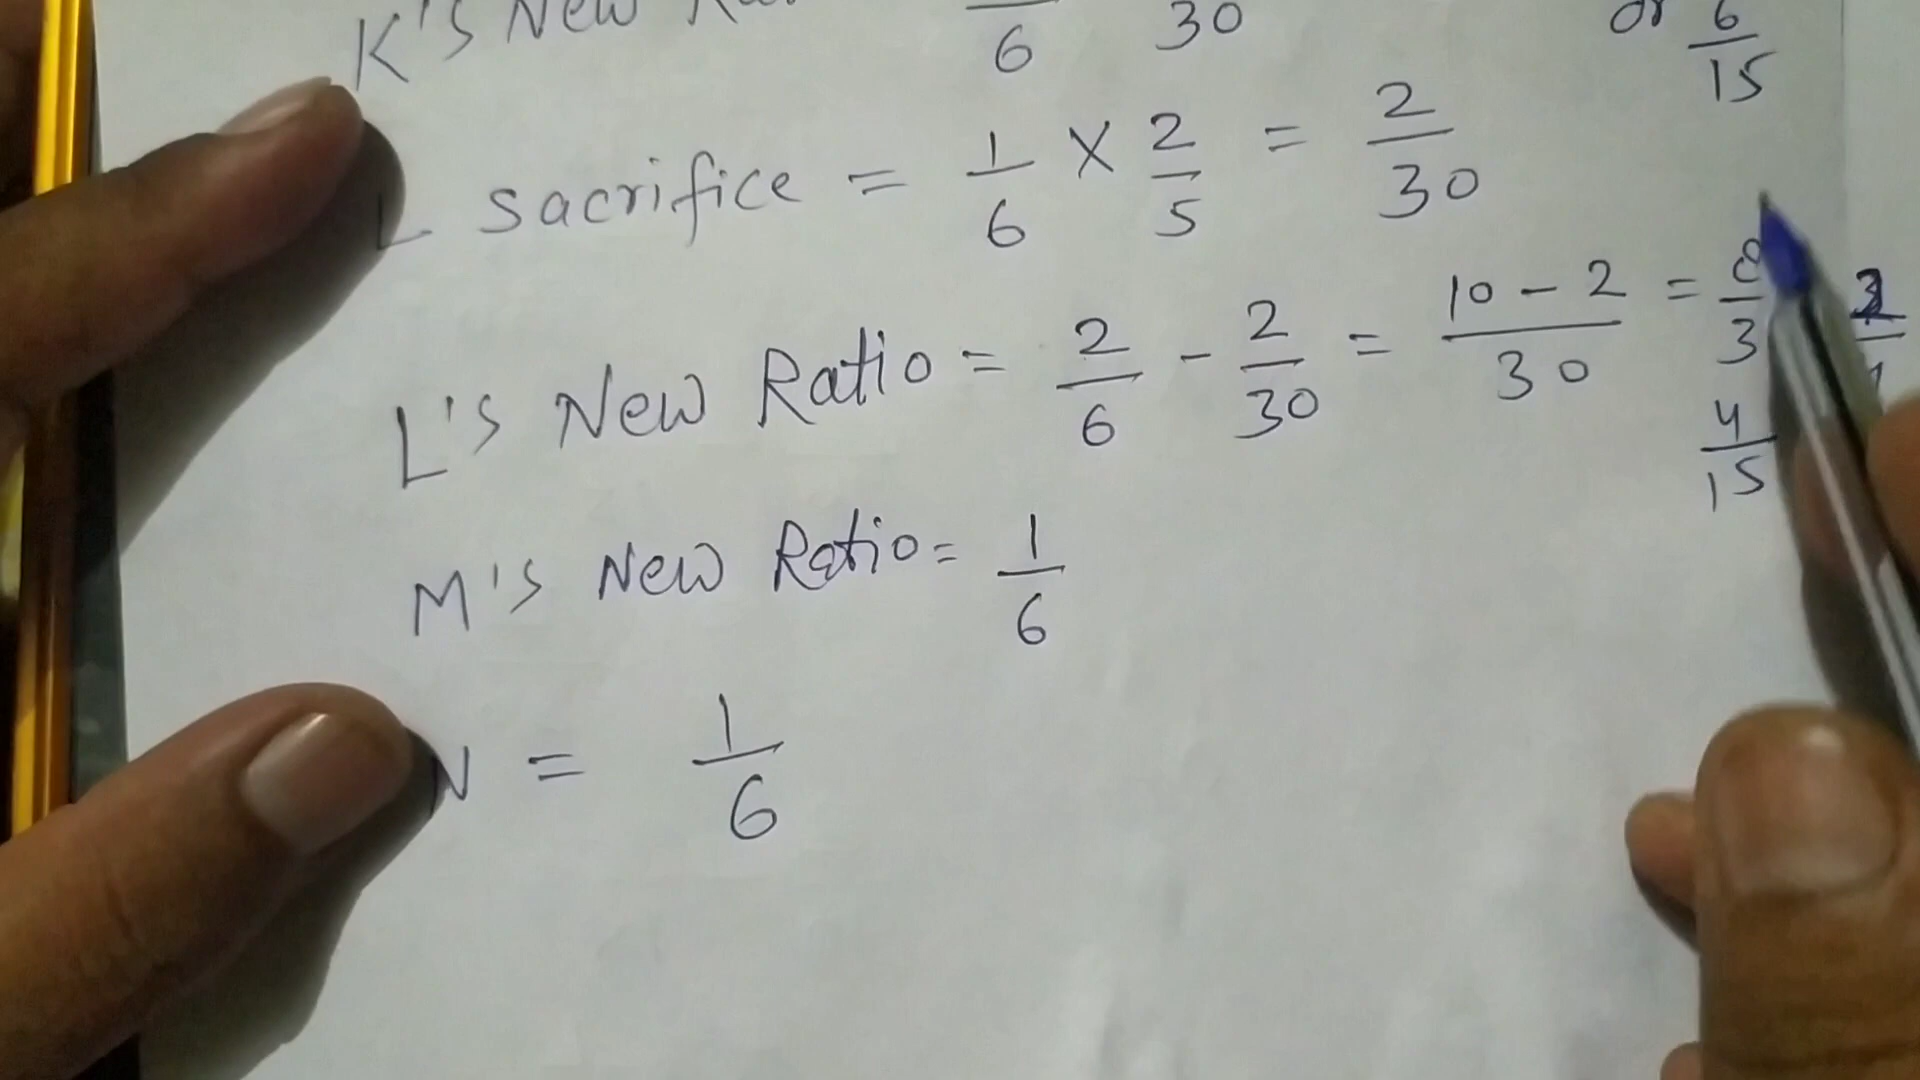 K's New
6 30 or 6/15
L sacrifice = 1/6 × 2/5 = 2/30
L's New Ratio = 2/6 - 2/30 = 10-2/30 = 8/3
4/15
M's New Ratio = 1/6
N = 1/6